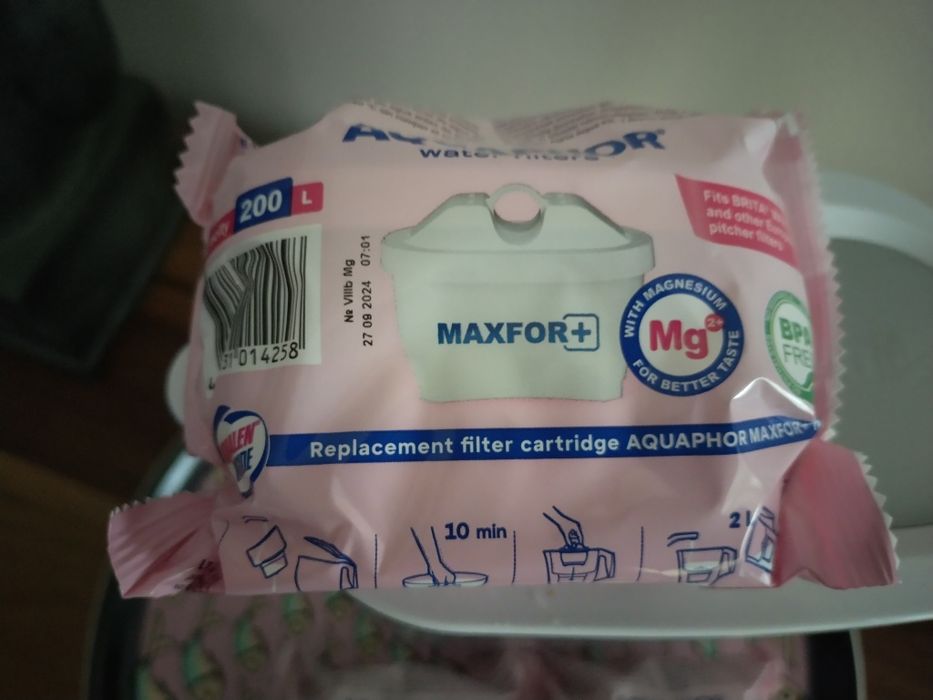 water filters
200 L
Fits BRITA
and other
pitcher filters
№ VIIIb Mg
27 09 2024 07:01
014258
MAXFOR+
WITH MAGNESIUM
Mg2+
FOR BETTER TASTE
BPA
FREE
Replacement filter cartridge AQUAPHOR MAXFOR+
10 min
2